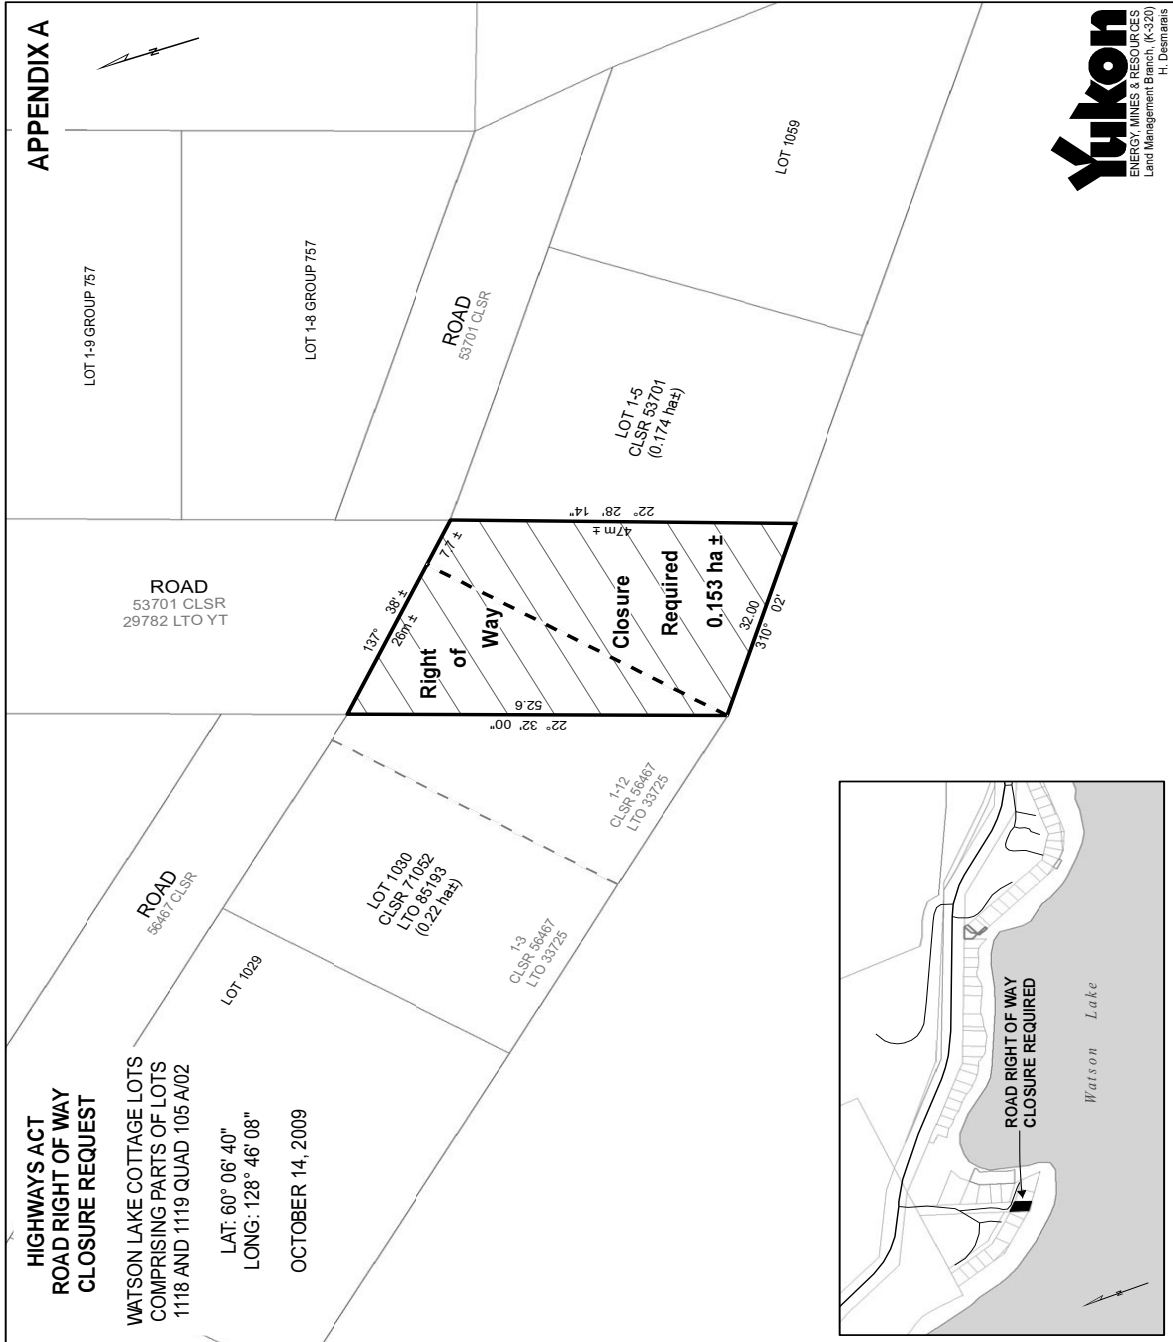 APPENDIX A
HIGHWAYS ACT
ROAD RIGHT OF WAY
CLOSURE REQUEST
WATSON LAKE COTTAGE LOTS
COMPRISING PARTS OF LOTS
1118 AND 1119 QUAD 105 A/02
LAT: 60° 06' 40"
LONG: 128° 46' 08"
OCTOBER 14, 2009
N
LOT 1-9 GROUP 757
LOT 1-8 GROUP 757
ROAD
53701 CLSR
29782 LTO YT
ROAD
53701 CLSR
ROAD
56467 CLSR
LOT 1029
LOT 1030
CLSR 71052
LTO 85193
(0.22 ha±)
1-3
CLSR 56467
LTO 33725
1-12
CLSR 56467
LTO 33725
LOT 1-5
CLSR 53701
(0.174 ha±)
LOT 1059
137° 38' ±
26m ±
7.7 ±
22° 32' 00"
52.6
22° 28' 14"
47m ±
32.00
310° 02'
Right
of
Way
Closure
Required
0.153 ha ±
ROAD RIGHT OF WAY
CLOSURE REQUIRED
Watson Lake
N
Yukon
ENERGY, MINES & RESOURCES
Land Management Branch, (K-320)
H. Desmarais